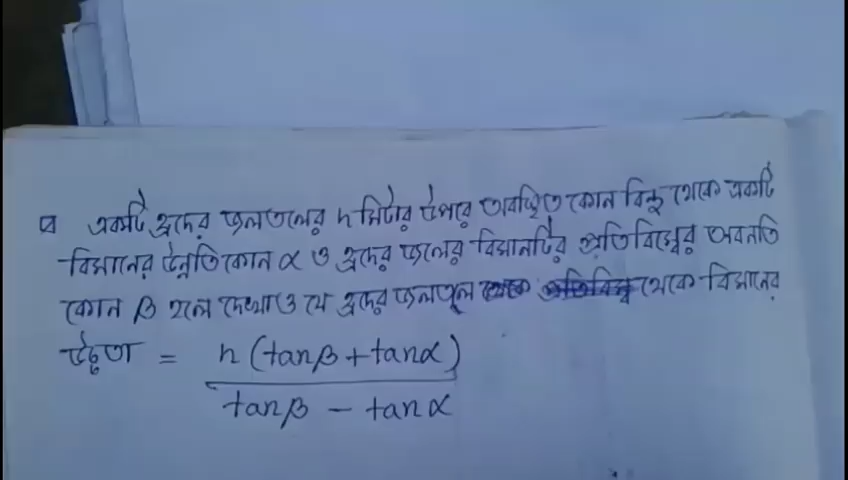 একটি হ্রদের জলতলের h মিটার উপরে অবস্থিত কোন বিন্দু থেকে একটি
বিমানের উন্নতিকোন α ও হ্রদের জলের বিমানটির প্রতিবিম্বের অবনতি
কোন β হলে দেখাও যে হ্রদের জলতল থেকে বিমানের
উচ্চতা = h (tanβ + tanα)
tanβ - tanα